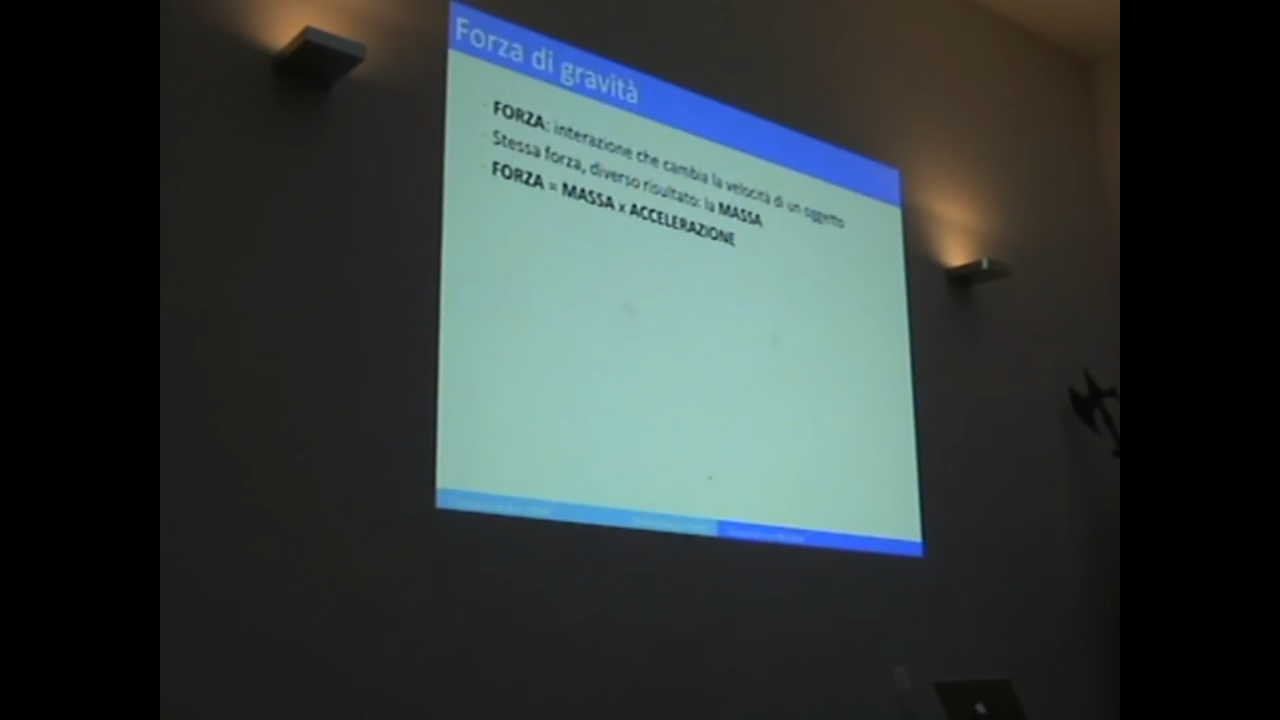 Forza di gravità
FORZA: interazione che cambia la velocità di un oggetto
Stessa forza, diverso risultato: la MASSA
FORZA = MASSA x ACCELERAZIONE